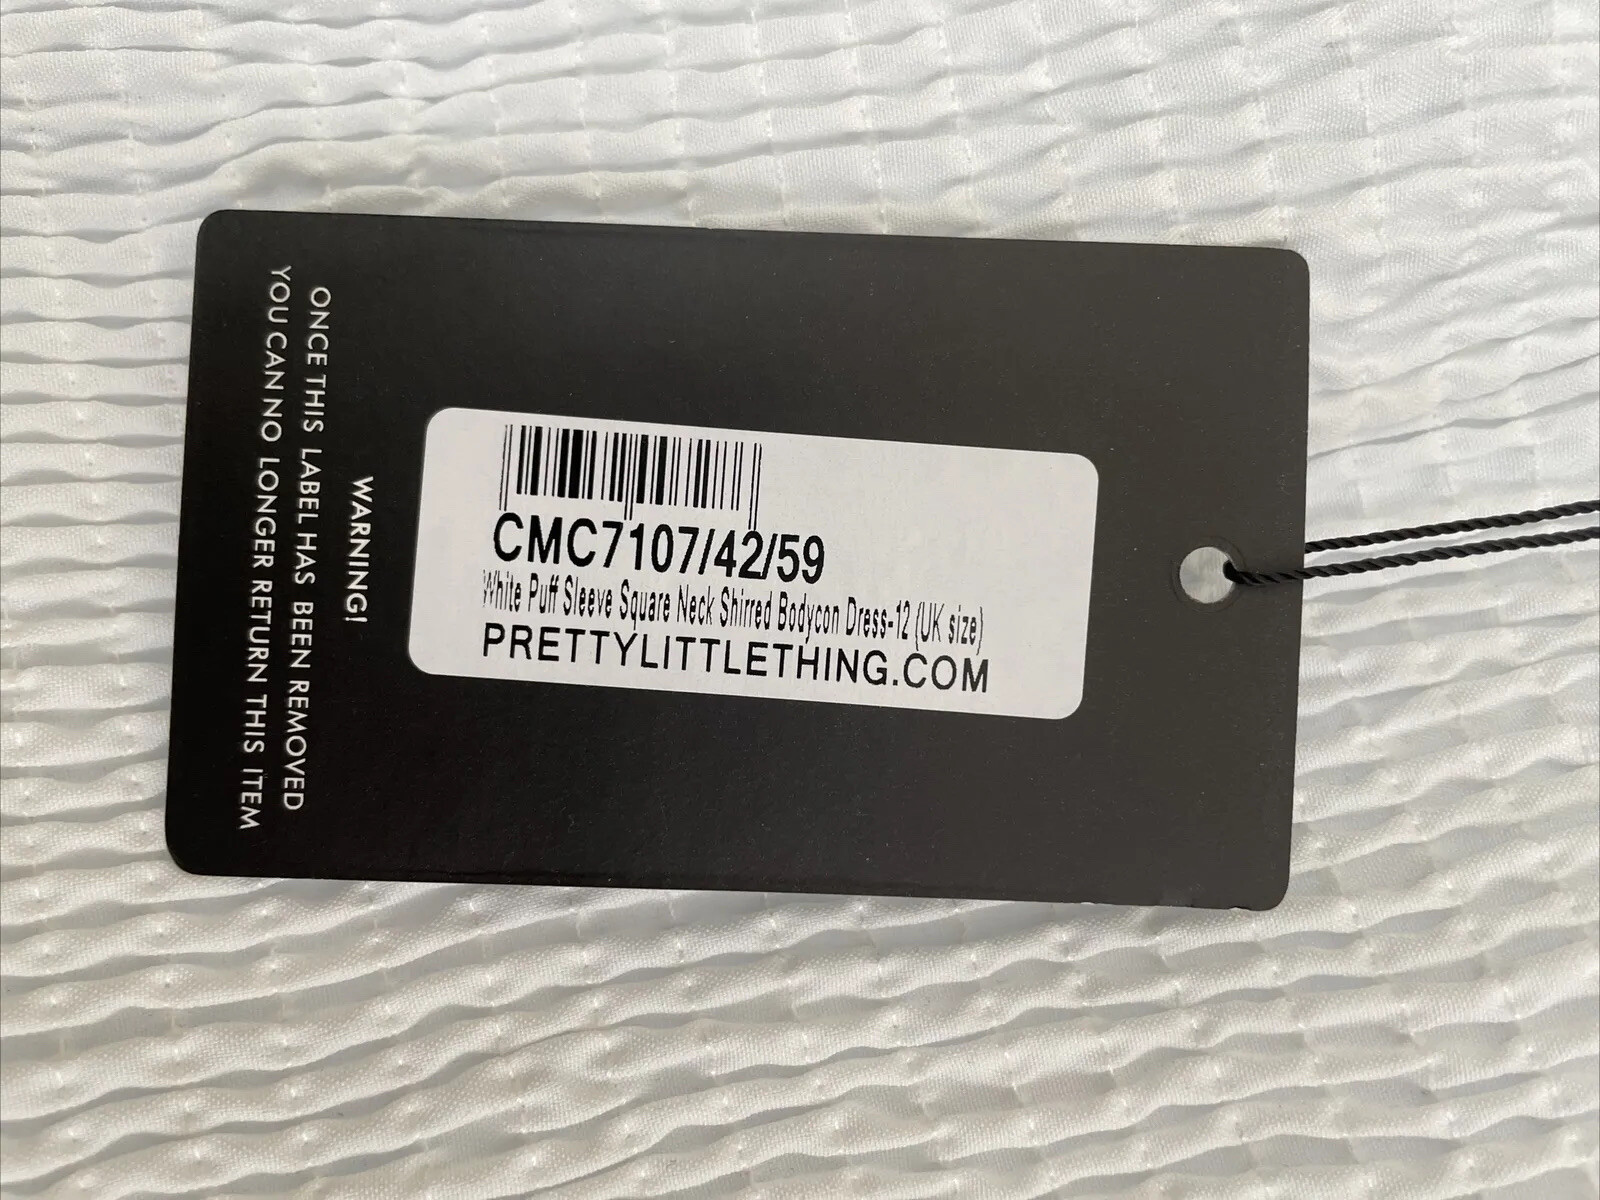 CMC7107/42/59
White Puff Sleeve Square Neck Shirred Bodycon Dress-12 (UK size)
PRETTYLITTLETHING.COM
WARNING!
ONCE THIS LABEL HAS BEEN REMOVED
YOU CAN NO LONGER RETURN THIS ITEM